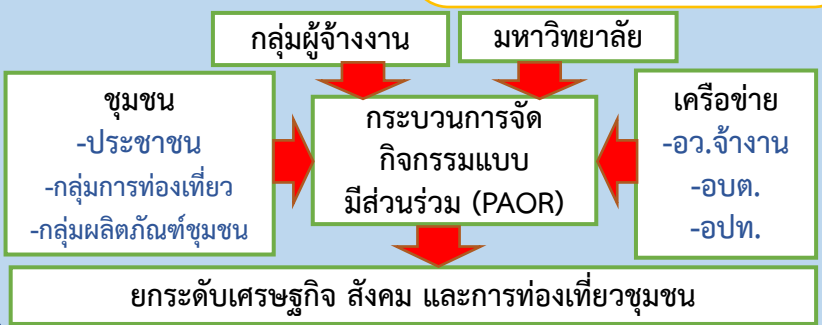 กลุ่มผู้จ้างงาน
มหาวิทยาลัย
ชุมชน
-ประชาชน
-กลุ่มการท่องเที่ยว
-กลุ่มผลิตภัณฑ์ชุมชน
กระบวนการจัด
กิจกรรมแบบ
มีส่วนร่วม (PAOR)
เครือข่าย
-อว.จ้างงาน
-อบต.
-อปท.
ยกระดับเศรษฐกิจ สังคม และการท่องเที่ยวชุมชน